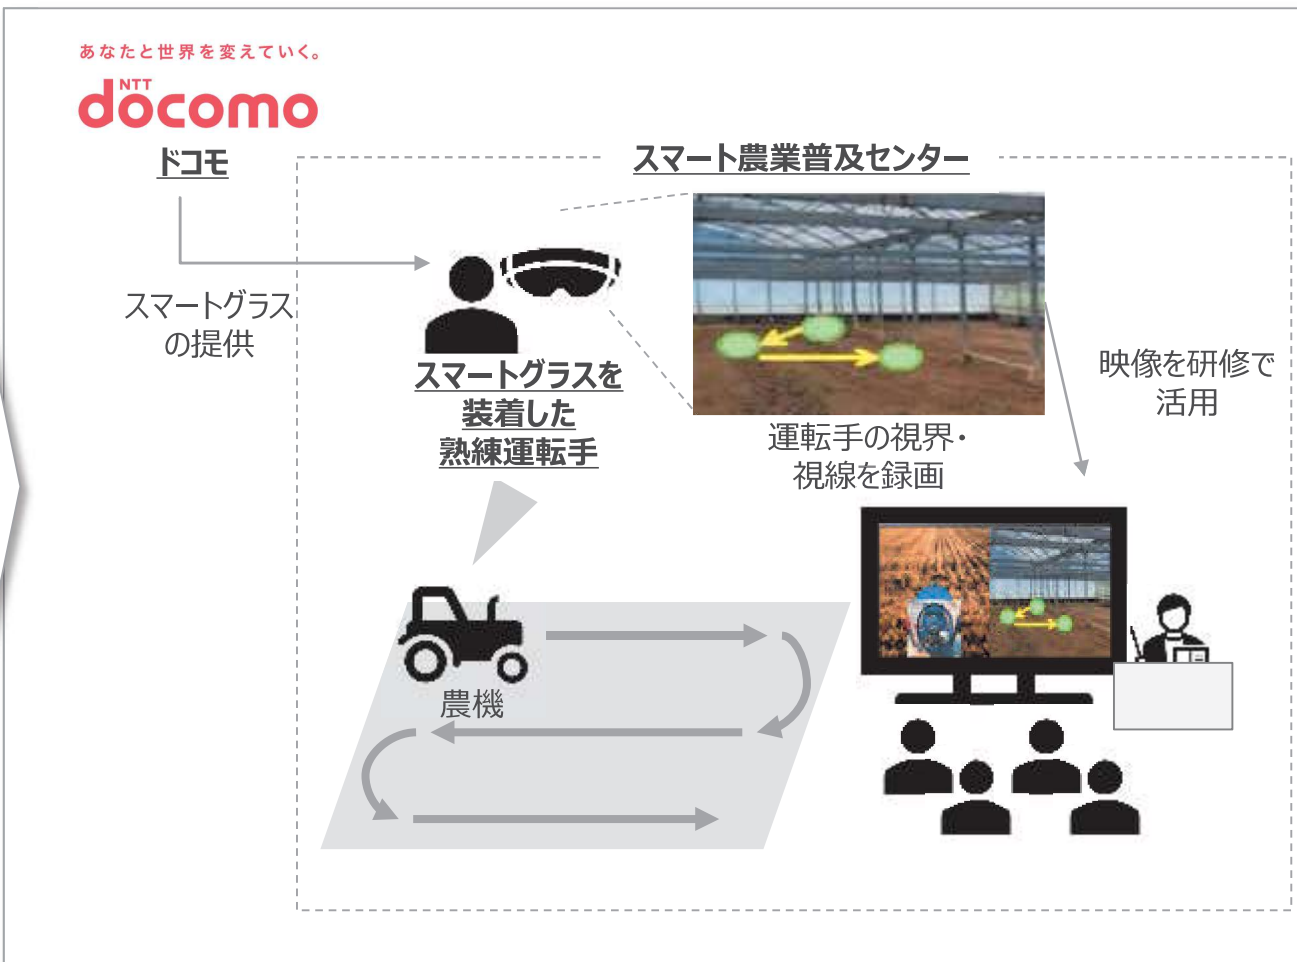 あなたと世界を変えていく。
NTT
docomo
ドコモ
スマート農業普及センター
スマートグラス
の提供
スマートグラスを
装着した
熟練運転手
運転手の視界・
視線を録画
映像を研修で
活用
農機